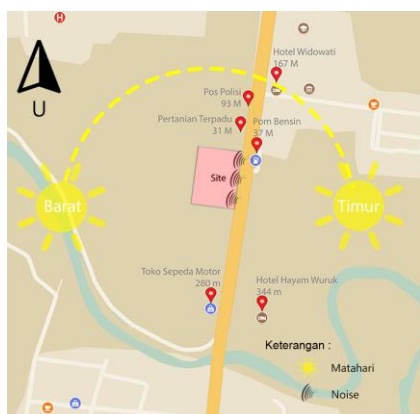 H
Hotel Widowati
167 M
Pos Polisi
93 M
Pertanian Terpadu
31 M
Pom Bensin
37 M
U
Site
Barat
Timur
Toko Sepeda Motor
280 m
Hotel Hayam Wuruk
344 m
Keterangan :
Matahari
Noise